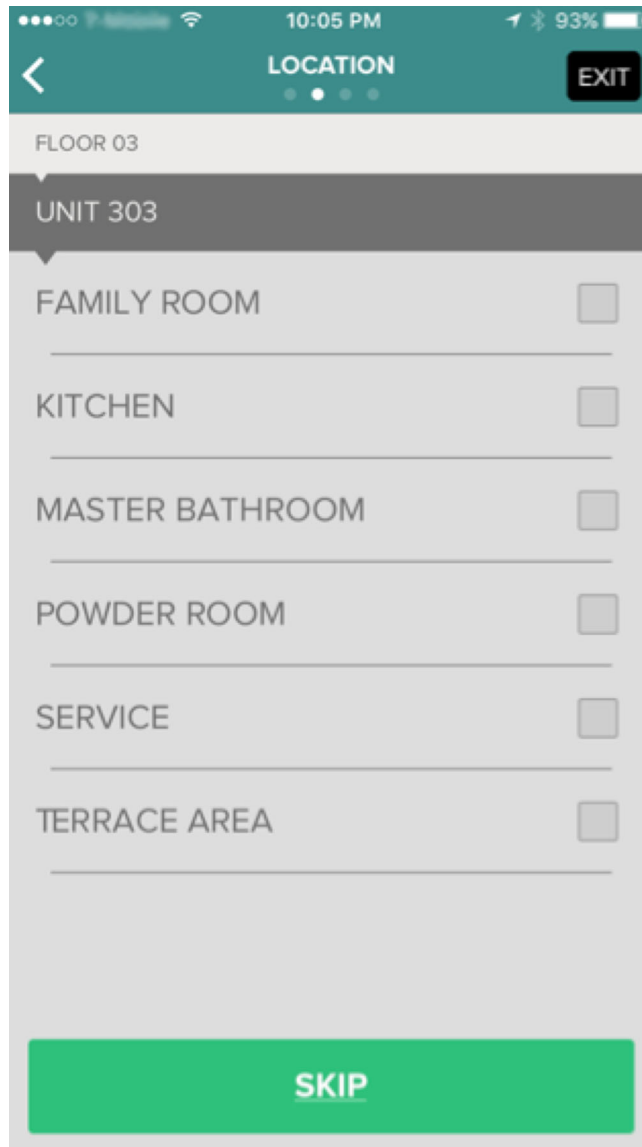 10:05 PM 93%
LOCATION
EXIT
FLOOR 03
UNIT 303
FAMILY ROOM
KITCHEN
MASTER BATHROOM
POWDER ROOM
SERVICE
TERRACE AREA
SKIP